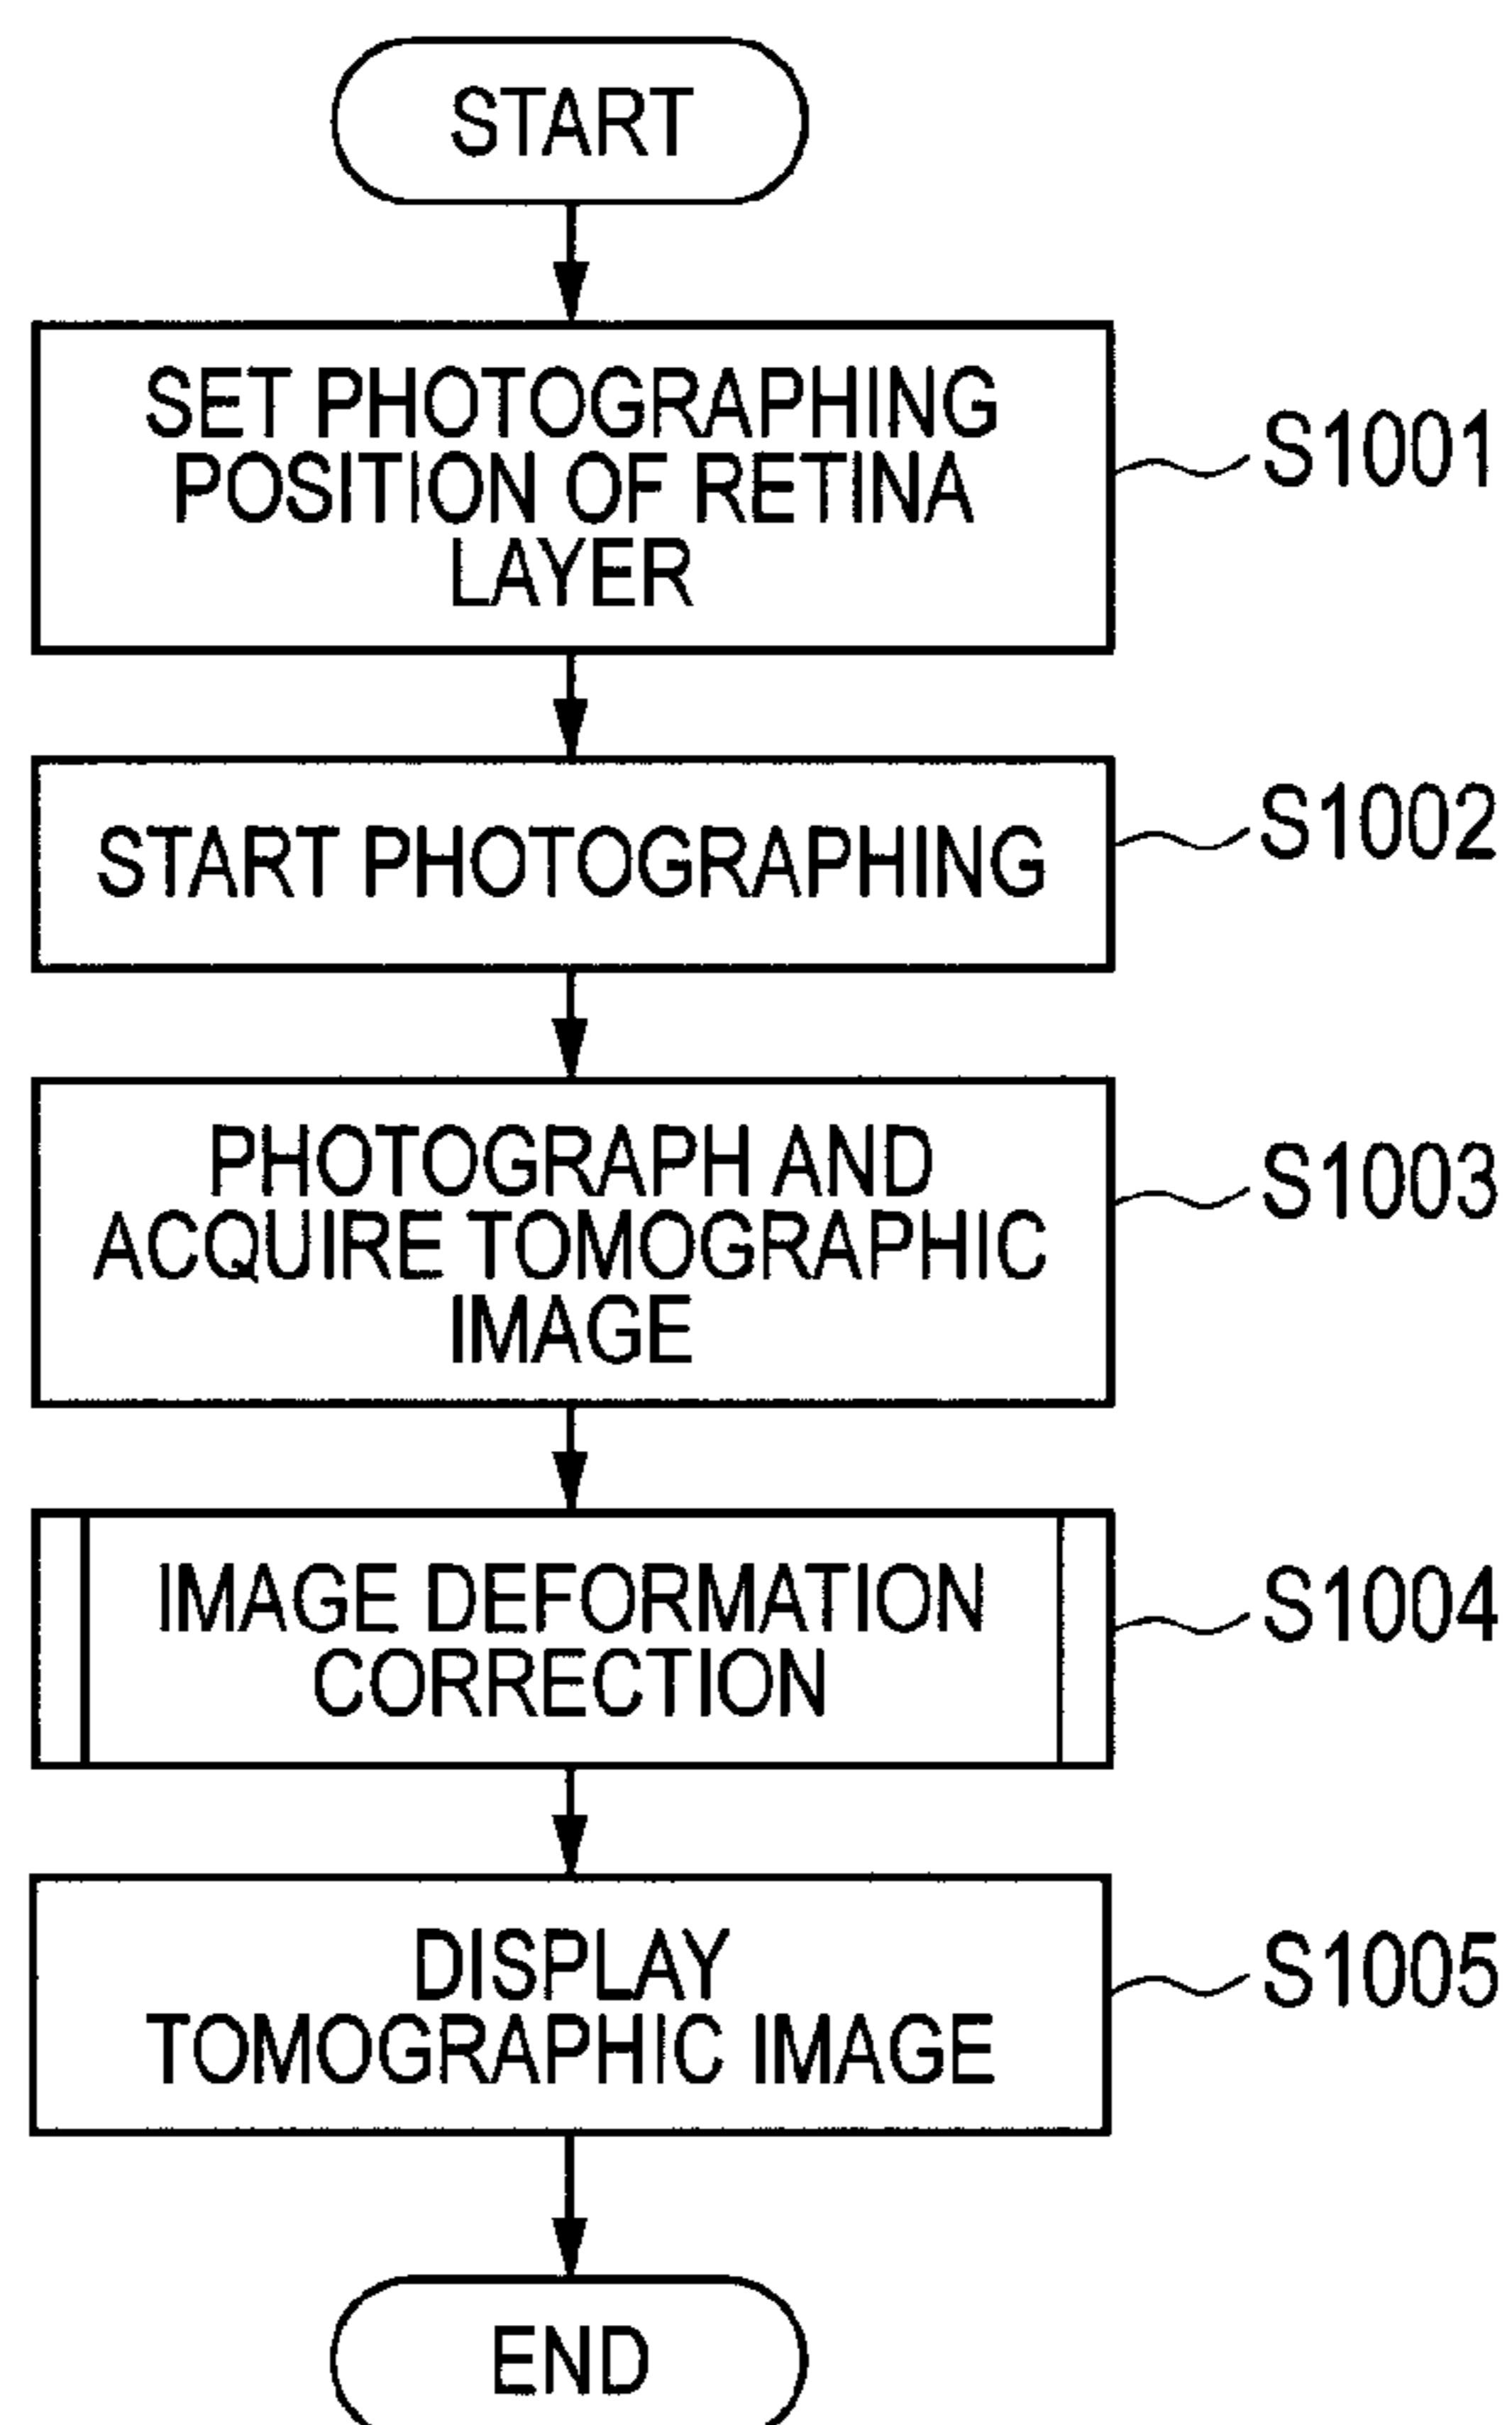 START
SET PHOTOGRAPHING
POSITION OF RETINA
LAYER
S1001
START PHOTOGRAPHING
S1002
PHOTOGRAPH AND
ACQUIRE TOMOGRAPHIC
IMAGE
S1003
IMAGE DEFORMATION
CORRECTION
S1004
DISPLAY
TOMOGRAPHIC IMAGE
S1005
END